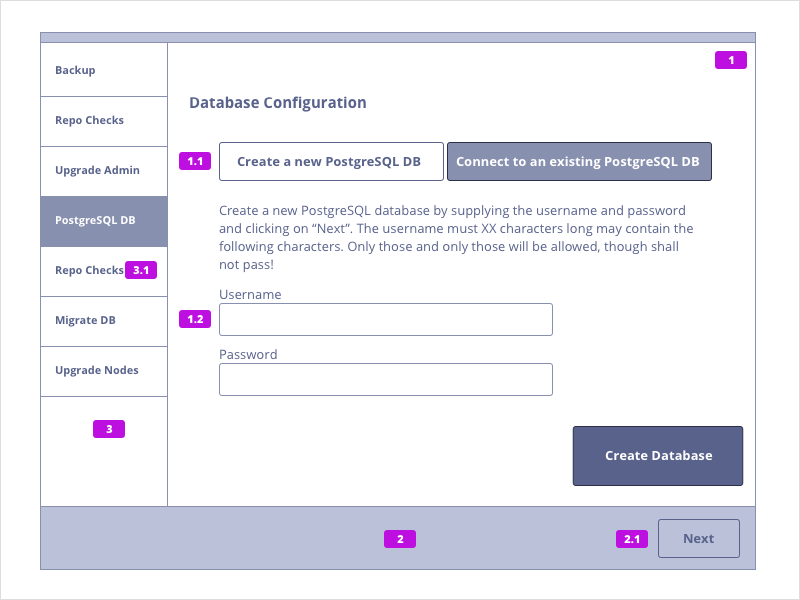 Backup
Repo Checks
Upgrade Admin
PostgreSQL DB
Repo Checks 3.1
Migrate DB
Upgrade Nodes
3
1
Database Configuration
1.1 Create a new PostgreSQL DB Connect to an existing PostgreSQL DB
Create a new PostgreSQL database by supplying the username and password
and clicking on “Next”. The username must XX characters long may contain the
following characters. Only those and only those will be allowed, though shall
not pass!
Username
1.2
Password
Create Database
2 2.1 Next